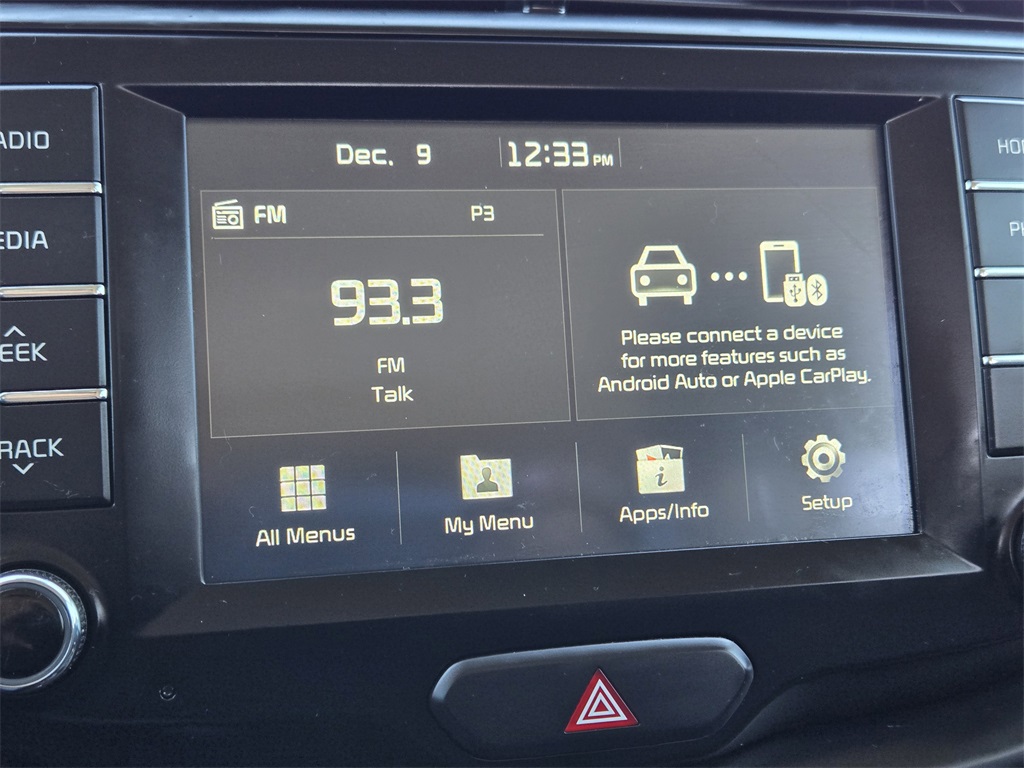 Dec. 9 12:33 PM
FM P3
93.3
FM
Talk
Please connect a device
for more features such as
Android Auto or Apple CarPlay.
All Menus
My Menu
Apps/Info
Setup
ADIO
EDIA
EEK
RACK
HO
P